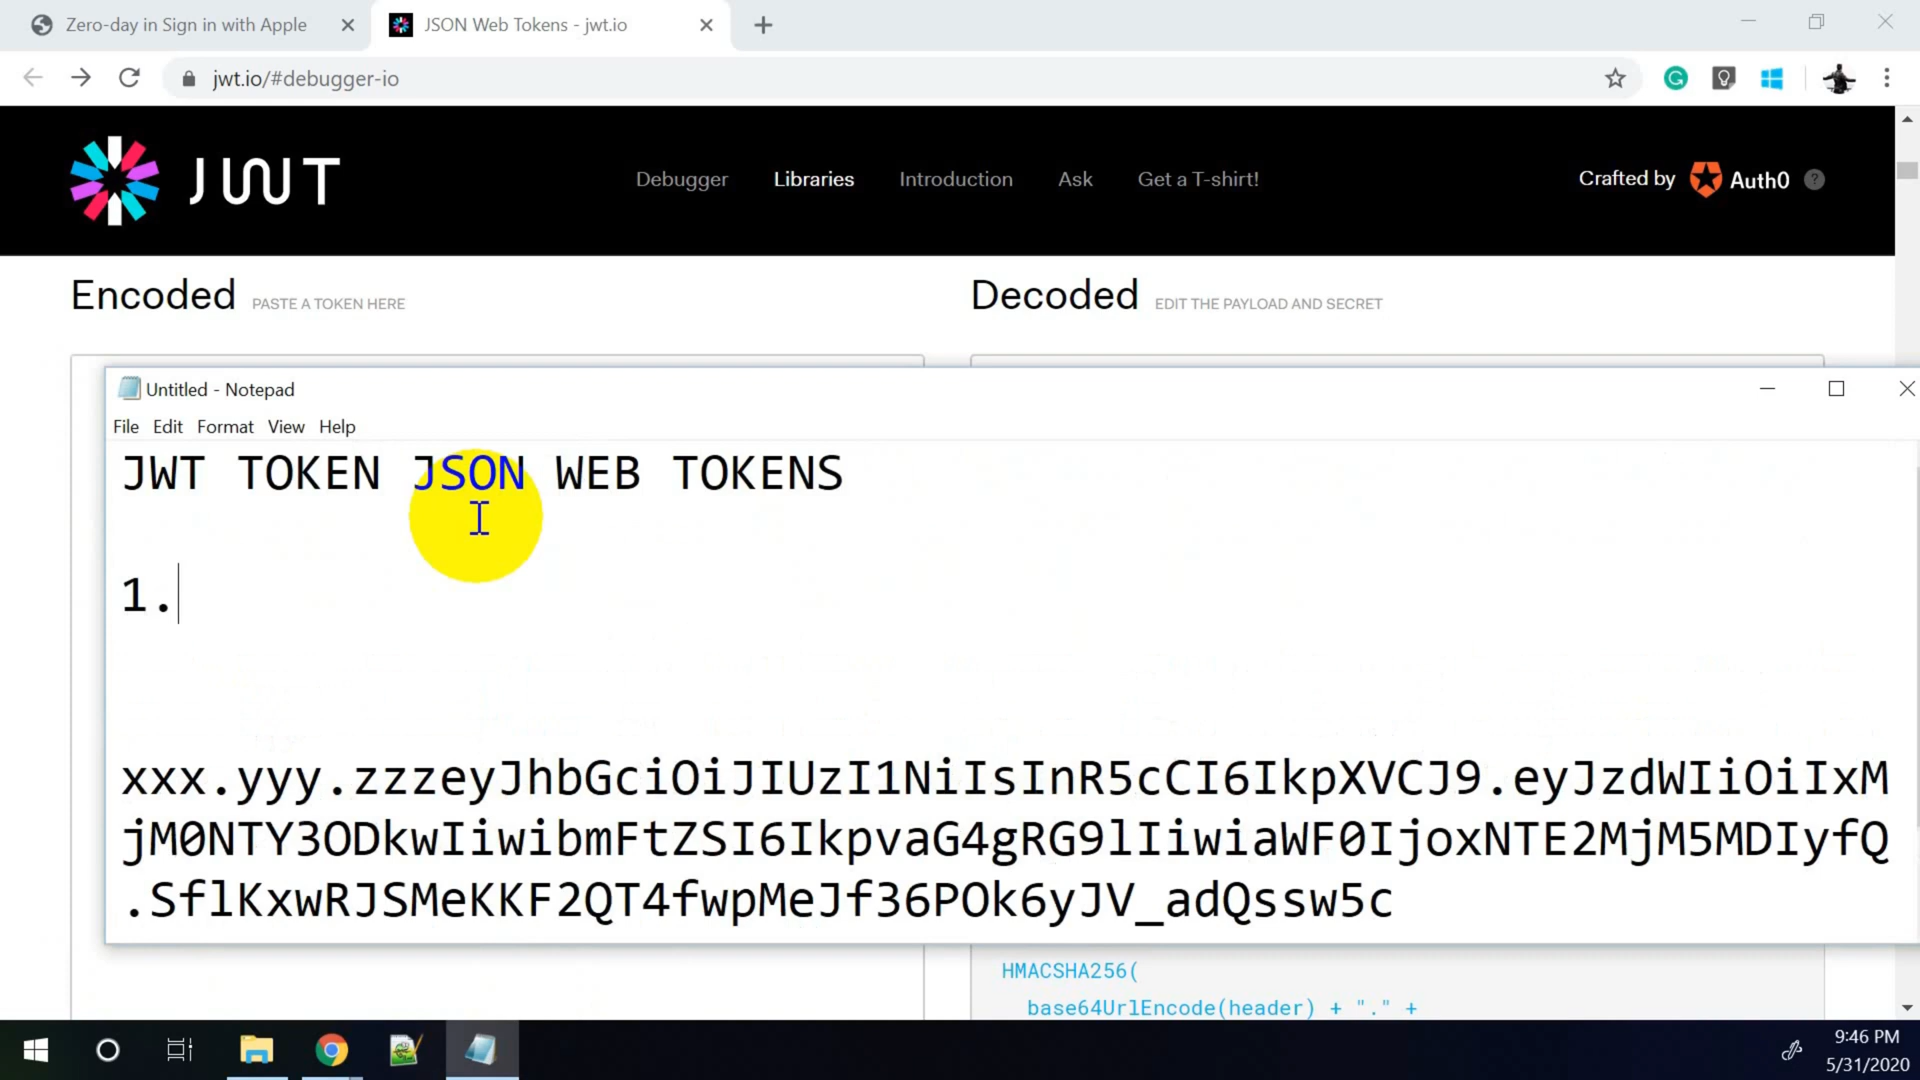 Zero-day in Sign in with Apple
JSON Web Tokens - jwt.io
jwt.io/#debugger-io
JWT
Debugger
Libraries
Introduction
Ask
Get a T-shirt!
Crafted by Auth0 ?
Encoded PASTE A TOKEN HERE
Decoded EDIT THE PAYLOAD AND SECRET
Untitled - Notepad
File Edit Format View Help
JWT TOKEN JSON WEB TOKENS
1.
xxx.yyy.zzzeyJhbGciOiJIUzI1NiIsInR5cCI6IkpXVCJ9.eyJzdWIiOiIxM
jM0NTY3ODkwIiwibmFtZSI6IkpvaG4gRG9lIiwiaWF0IjoxNTE2MjM5MDIyfQ
.SflKxwRJSMeKKF2QT4fwpMeJf36POk6yJV_adQssw5c
HMACSHA256(
base64UrlEncode(header) + "." +
9:46 PM
5/31/2020